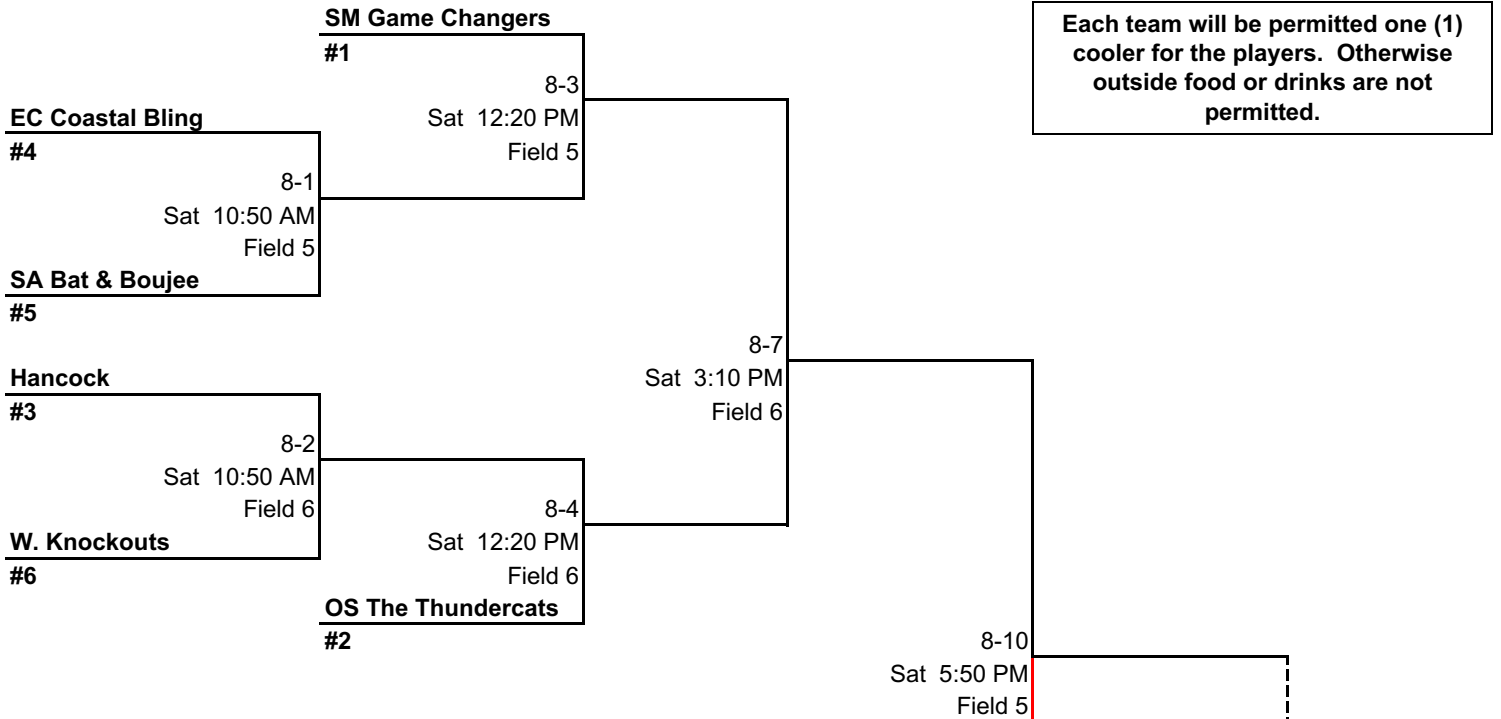 SM Game Changers
#1
Each team will be permitted one (1)
cooler for the players.  Otherwise
outside food or drinks are not
permitted.
8-3
Sat  12:20 PM
Field 5
EC Coastal Bling
#4
8-1
Sat  10:50 AM
Field 5
SA Bat & Boujee
#5
8-7
Sat  3:10 PM
Field 6
Hancock
#3
8-2
Sat  10:50 AM
Field 6
W. Knockouts
#6
8-4
Sat  12:20 PM
Field 6
OS The Thundercats
#2
8-10
Sat  5:50 PM
Field 5